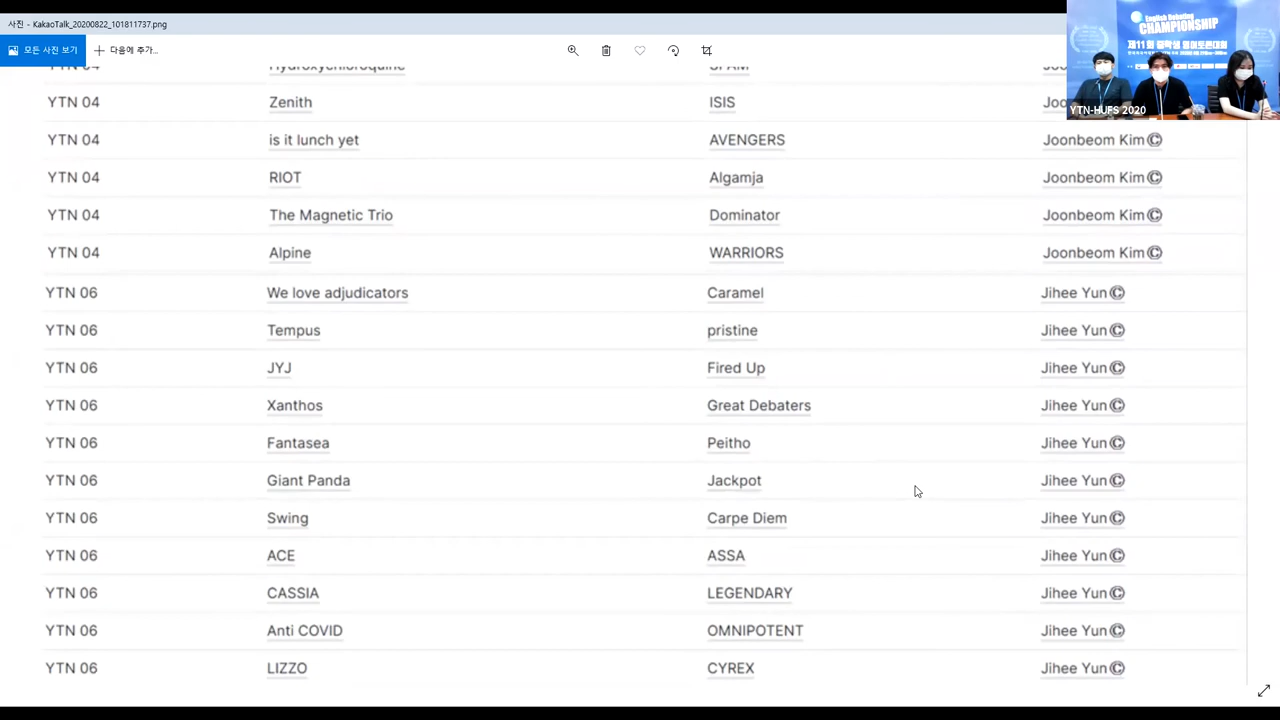 사진 - KakaoTalk_20200822_101811737.png
모든 사진 보기 다음에 추가...
English Debating
CHAMPIONSHIP
YTN-HUFS 2020
Hydroxychloroquine SPAM
YTN 04 Zenith ISIS Joo
YTN 04 is it lunch yet AVENGERS Joonbeom Kim©
YTN 04 RIOT Algamja Joonbeom Kim©
YTN 04 The Magnetic Trio Dominator Joonbeom Kim©
YTN 04 Alpine WARRIORS Joonbeom Kim©
YTN 06 We love adjudicators Caramel Jihee Yun©
YTN 06 Tempus pristine Jihee Yun©
YTN 06 JYJ Fired Up Jihee Yun©
YTN 06 Xanthos Great Debaters Jihee Yun©
YTN 06 Fantasea Peitho Jihee Yun©
YTN 06 Giant Panda Jackpot Jihee Yun©
YTN 06 Swing Carpe Diem Jihee Yun©
YTN 06 ACE ASSA Jihee Yun©
YTN 06 CASSIA LEGENDARY Jihee Yun©
YTN 06 Anti COVID OMNIPOTENT Jihee Yun©
YTN 06 LIZZO CYREX Jihee Yun©